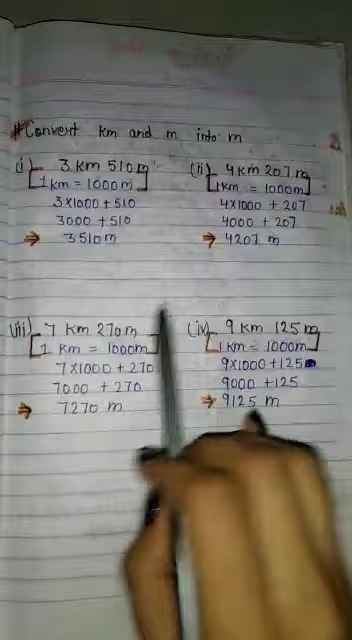 # Convert km and m into m
(i) 3 km 510 m
[1 km = 1000 m]
3 × 1000 + 510
3000 + 510
⇒ 3510 m
(ii) 4 km 207 m
[1 km = 1000 m]
4 × 1000 + 207
4000 + 207
⇒ 4207 m
(iii) 7 km 270 m
[1 km = 1000 m]
7 × 1000 + 270
7000 + 270
⇒ 7270 m
(iv) 9 km 125 m
[1 km = 1000 m]
9 × 1000 + 125
9000 + 125
⇒ 9125 m